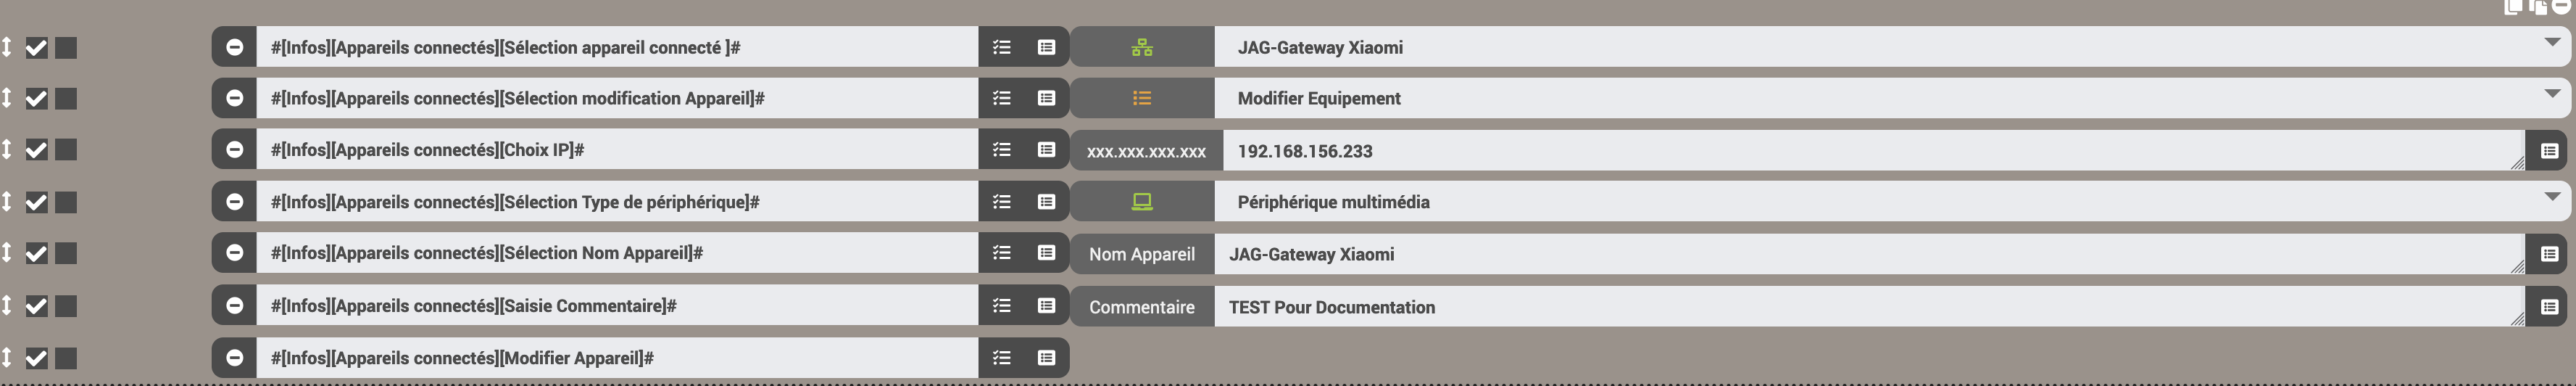 #[Infos][Appareils connectés][Sélection appareil connecté ]# JAG-Gateway Xiaomi
#[Infos][Appareils connectés][Sélection modification Appareil]# Modifier Equipement
#[Infos][Appareils connectés][Choix IP]# xxx.xxx.xxx.xxx 192.168.156.233
#[Infos][Appareils connectés][Sélection Type de périphérique]# Périphérique multimédia
#[Infos][Appareils connectés][Sélection Nom Appareil]# Nom Appareil JAG-Gateway Xiaomi
#[Infos][Appareils connectés][Saisie Commentaire]# Commentaire TEST Pour Documentation
#[Infos][Appareils connectés][Modifier Appareil]#